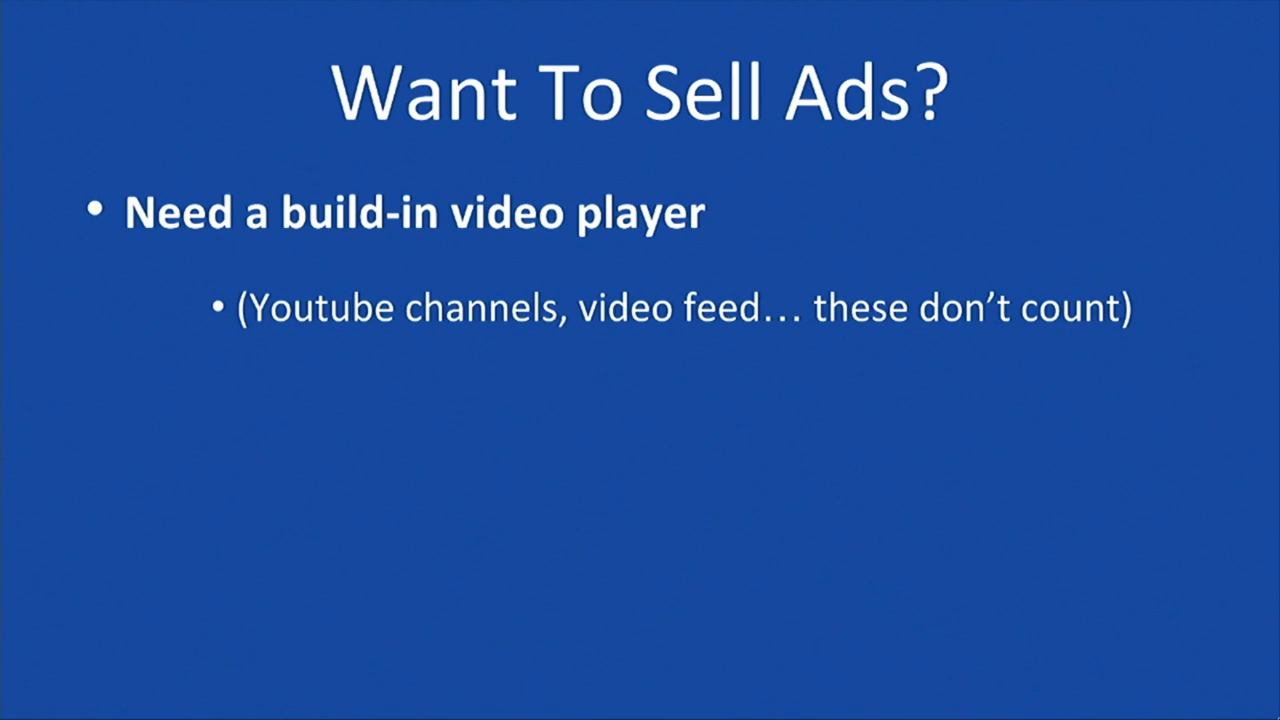 Want To Sell Ads?
• Need a build-in video player
• (Youtube channels, video feed… these don’t count)